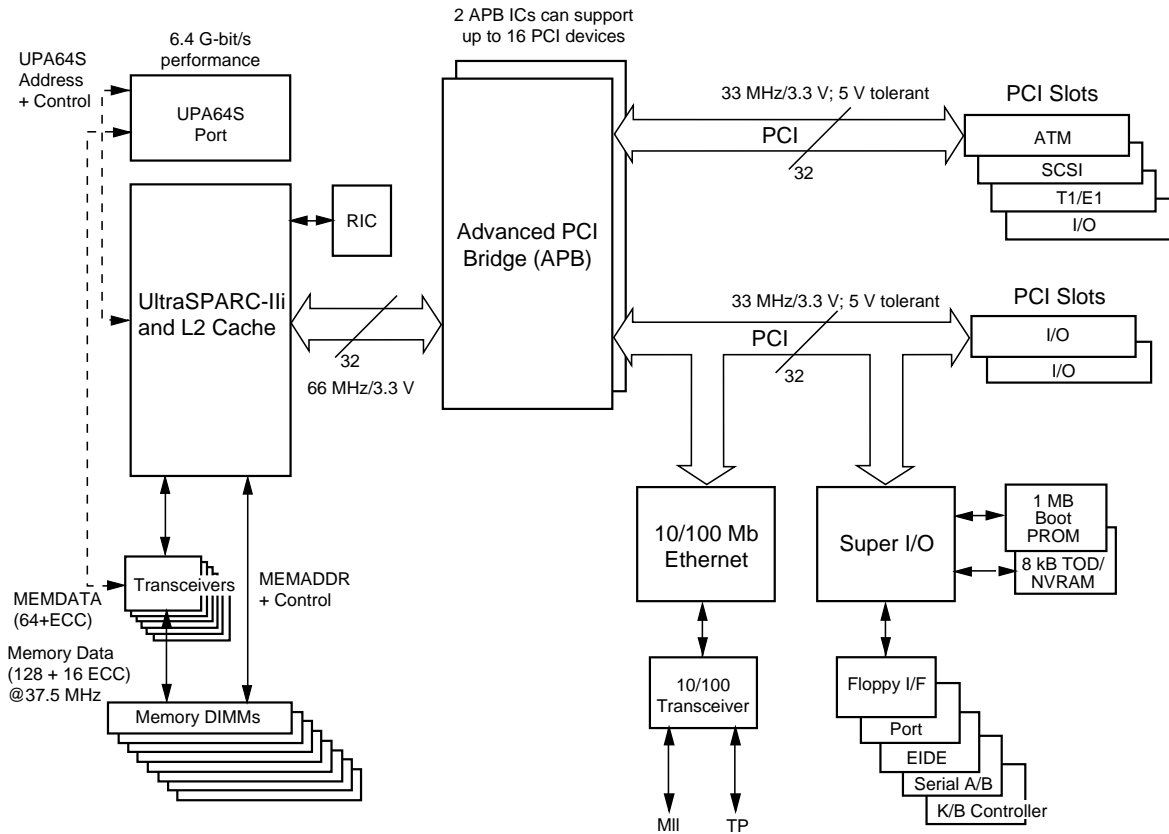 2 APB ICs can support
up to 16 PCI devices
6.4 G-bit/s
performance
UPA64S
Address
+ Control
UPA64S
Port
33 MHz/3.3 V; 5 V tolerant
PCI
32
PCI Slots
ATM
SCSI
T1/E1
I/O
RIC
Advanced PCI
Bridge (APB)
UltraSPARC-IIi
and L2 Cache
32
66 MHz/3.3 V
33 MHz/3.3 V; 5 V tolerant
PCI
32
PCI Slots
I/O
I/O
10/100 Mb
Ethernet
Super I/O
1 MB
Boot
PROM
8 kB TOD/
NVRAM
Transceivers
MEMADDR
+ Control
MEMDATA
(64+ECC)
Memory Data
(128 + 16 ECC)
@37.5 MHz
Memory DIMMs
10/100
Transceiver
MII
TP
Floppy I/F
Port
EIDE
Serial A/B
K/B Controller